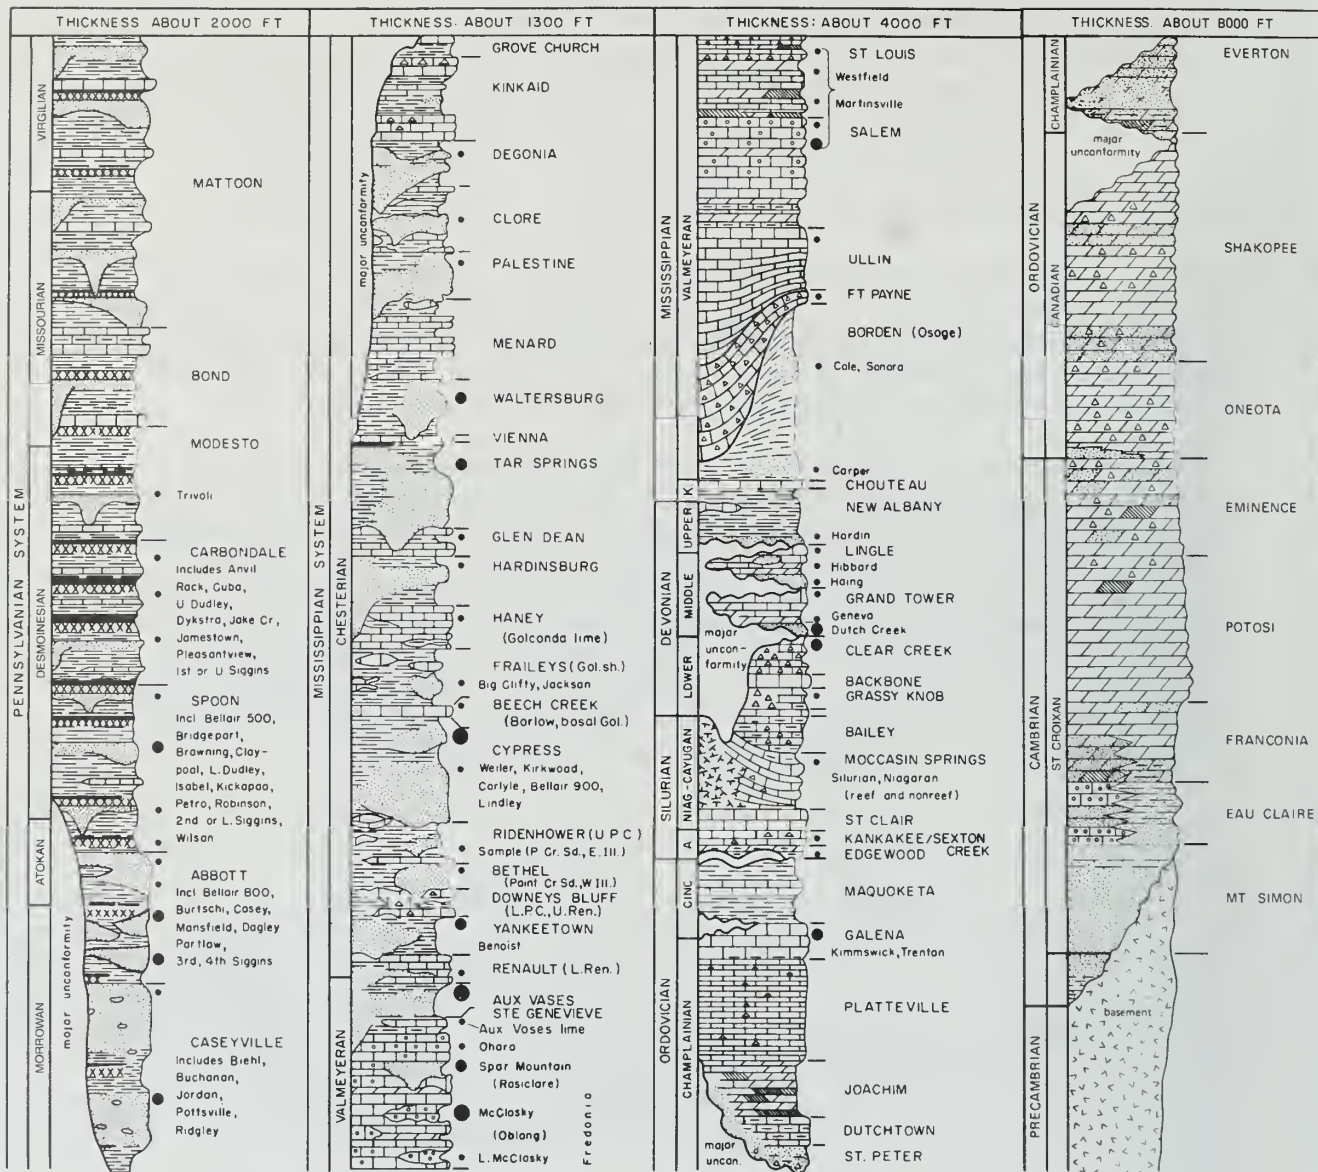 THICKNESS ABOUT 2000 FT
PENNSYLVANIAN SYSTEM
VIRGILIAN
MISSOURIAN
DESMOINESIAN
ATOKAN
MORROWAN
MATTOON
BOND
MODESTO
Trivoli
CARBONDALE
Includes Anvil
Rock, Cuba,
U Dudley,
Dykstra, Jake Cr,
Jamestown,
Pleasantview,
1st or U Siggins
SPOON
Incl Bellair 500,
Bridgeport,
Browning, Clay-
pool, L. Dudley,
Isabel, Kickapoo,
Petro, Robinson,
2nd or L. Siggins,
Wilson
ABBOTT
Incl Bellair 800,
Burtschi, Casey,
Mansfield, Dagley
Partlow,
3rd, 4th Siggins
major unconformity
CASEYVILLE
Includes Biehl,
Buchanan,
Jordan,
Pottsville,
Ridgley
THICKNESS. ABOUT 1300 FT
MISSISSIPPIAN SYSTEM
CHESTERIAN
VALMEYERAN
major unconformity
GROVE CHURCH
KINKAID
DEGONIA
CLORE
PALESTINE
MENARD
WALTERSBURG
VIENNA
TAR SPRINGS
GLEN DEAN
HARDINSBURG
HANEY
(Golconda lime)
FRAILEYS (Gol. sh.)
Big Clifty, Jackson
BEECH CREEK
(Barlow, basal Gol.)
CYPRESS
Weiler, Kirkwood,
Carlyle, Bellair 900,
Lindley
RIDENHOWER (U P C)
Sample (P Cr. Sd., E. Ill.)
BETHEL
(Paint Cr Sd., W Ill.)
DOWNEYS BLUFF
(L.P.C., U. Ren.)
YANKEETOWN
Benoist
RENAULT (L. Ren.)
AUX VASES
STE GENEVIEVE
Aux Vases lime
Ohara
Spar Mountain
(Rosiclare)
McClosky
(Oblong)
L. McClosky
Fredonia
THICKNESS: ABOUT 4000 FT
MISSISSIPPIAN
VALMEYERAN
K.
DEVONIAN
UPPER
MIDDLE
LOWER
SILURIAN
NIAG.-CAYUGAN
A
ORDOVICIAN
CINC
CHAMPLAINIAN
ST LOUIS
Westfield
Martinsville
SALEM
ULLIN
FT PAYNE
BORDEN (Osage)
Cole, Sonora
Carper
CHOUTEAU
NEW ALBANY
Hardin
LINGLE
Hibbard
Hoing
GRAND TOWER
Geneva
Dutch Creek
major
uncon-
formity
CLEAR CREEK
BACKBONE
GRASSY KNOB
BAILEY
MOCCASIN SPRINGS
Silurian, Niagaran
(reef and nonreef)
ST CLAIR
KANKAKEE/SEXTON
EDGEWOOD CREEK
MAQUOKETA
GALENA
Kimmswick, Trenton
PLATTEVILLE
JOACHIM
DUTCHTOWN
major
uncon.
ST. PETER
THICKNESS. ABOUT 8000 FT
ORDOVICIAN
CHAMPLAINIAN
CANADIAN
CAMBRIAN
ST CROIXAN
PRECAMBRIAN
EVERTON
major
unconformity
SHAKOPEE
ONEOTA
EMINENCE
POTOSI
FRANCONIA
EAU CLAIRE
MT SIMON
basement